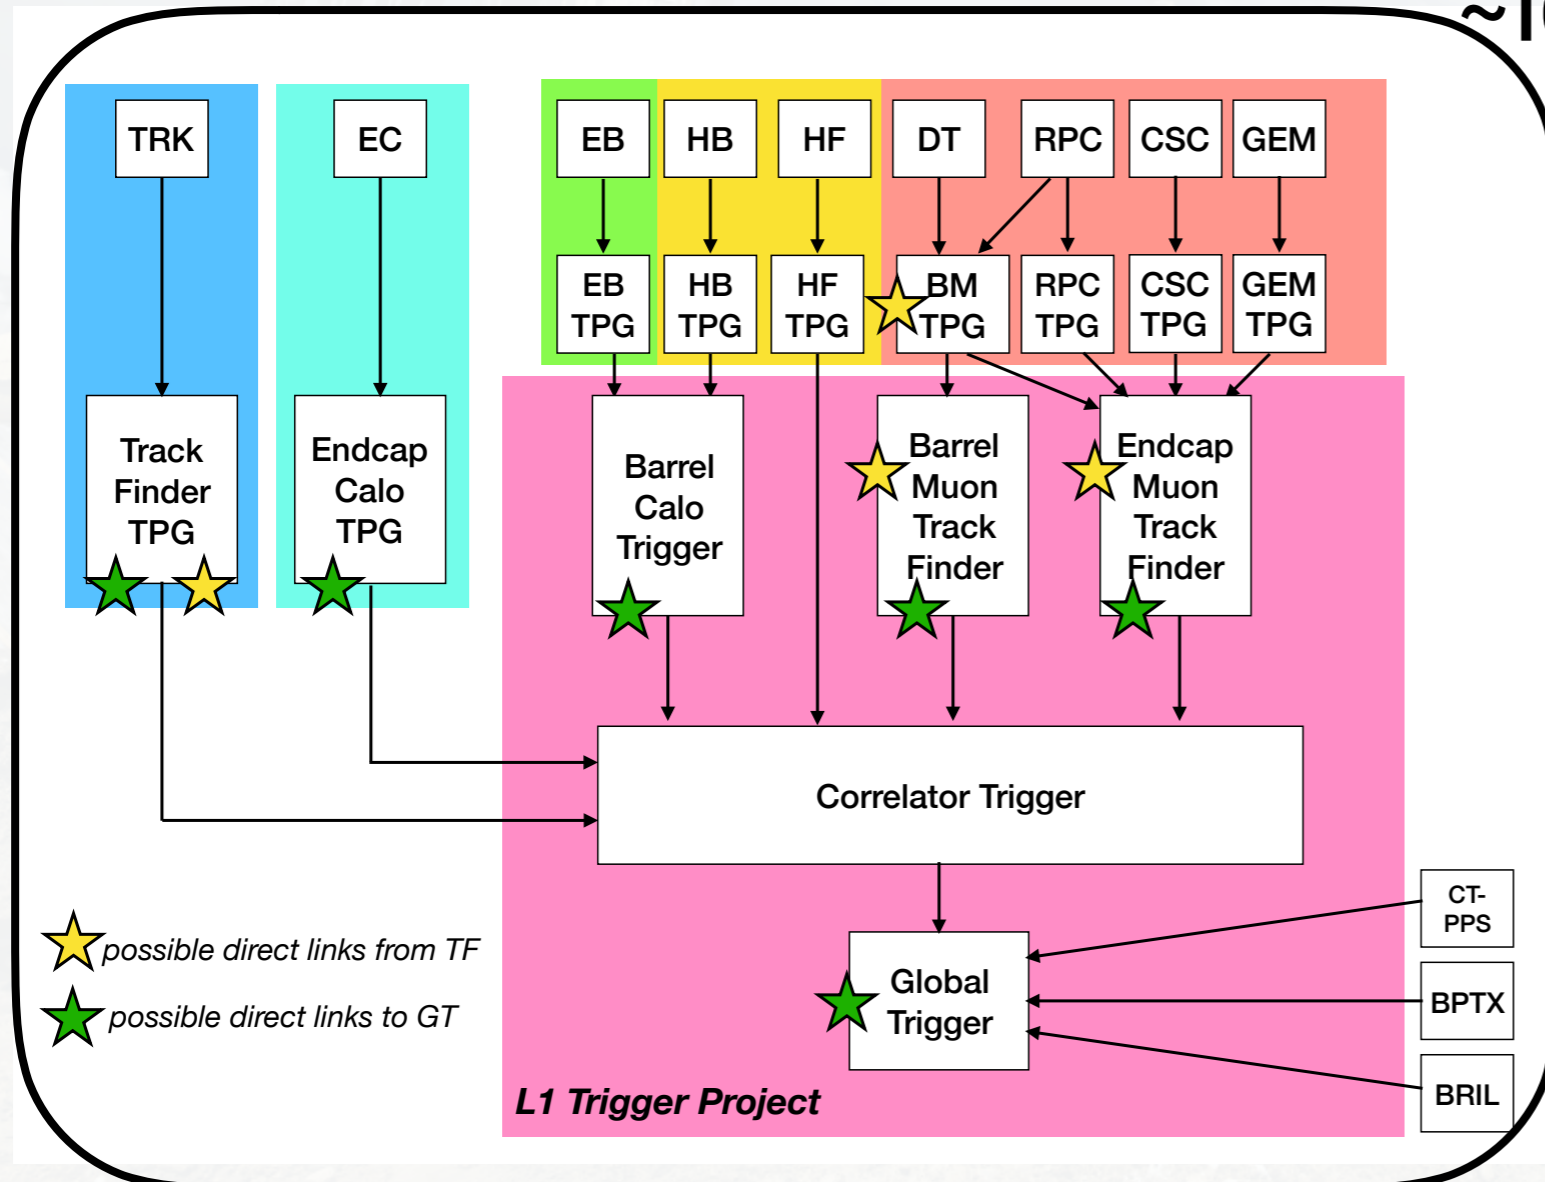 TRK
EC
EB
HB
HF
DT
RPC
CSC
GEM
EB
TPG
HB
TPG
HF
TPG
BM
TPG
RPC
TPG
CSC
TPG
GEM
TPG
Track
Finder
TPG
Endcap
Calo
TPG
Barrel
Calo
Trigger
Barrel
Muon
Track
Finder
Endcap
Muon
Track
Finder
Correlator Trigger
possible direct links from TF
possible direct links to GT
Global
Trigger
CT-
PPS
BPTX
BRIL
L1 Trigger Project